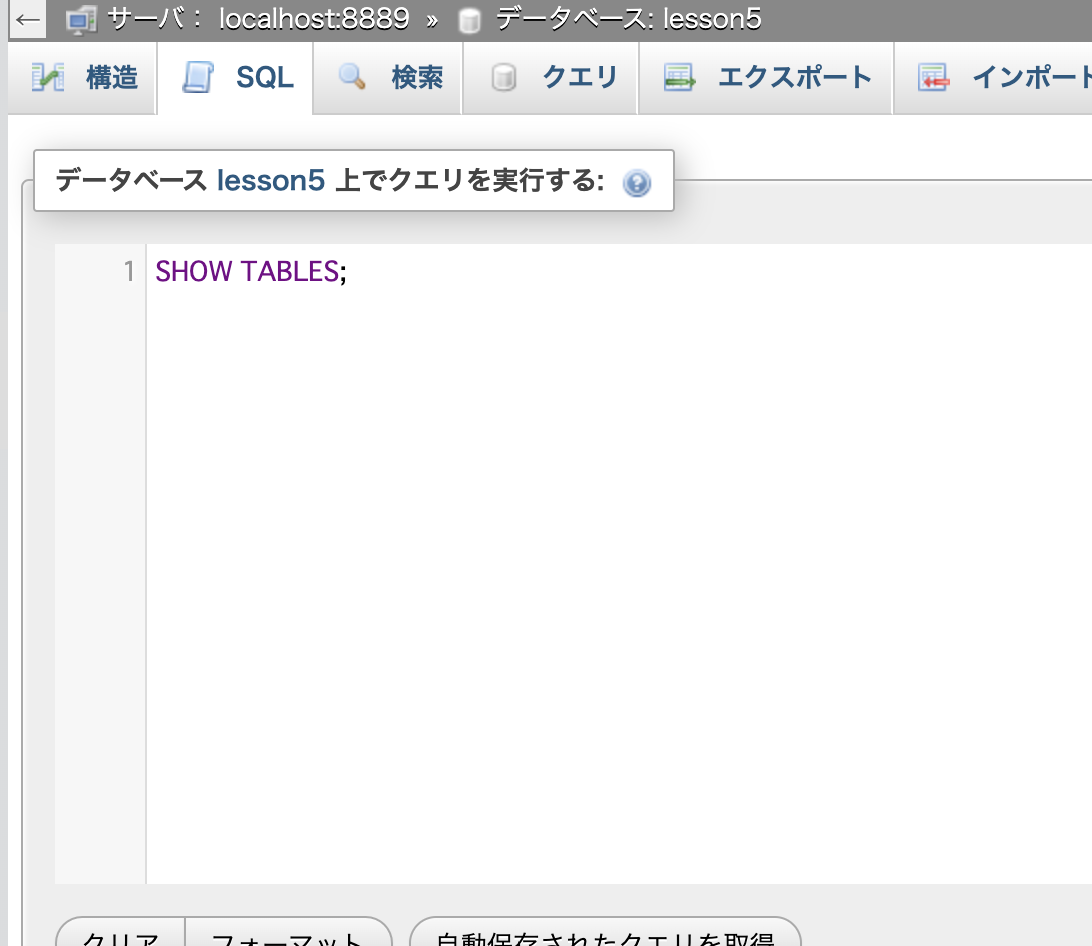 ← サーバ： localhost:8889 » データベース: lesson5
構造 SQL 検索 クエリ エクスポート インポート
データベース lesson5 上でクエリを実行する:
1 SHOW TABLES;
クリア フォーマット 自動保存されたクエリを取得